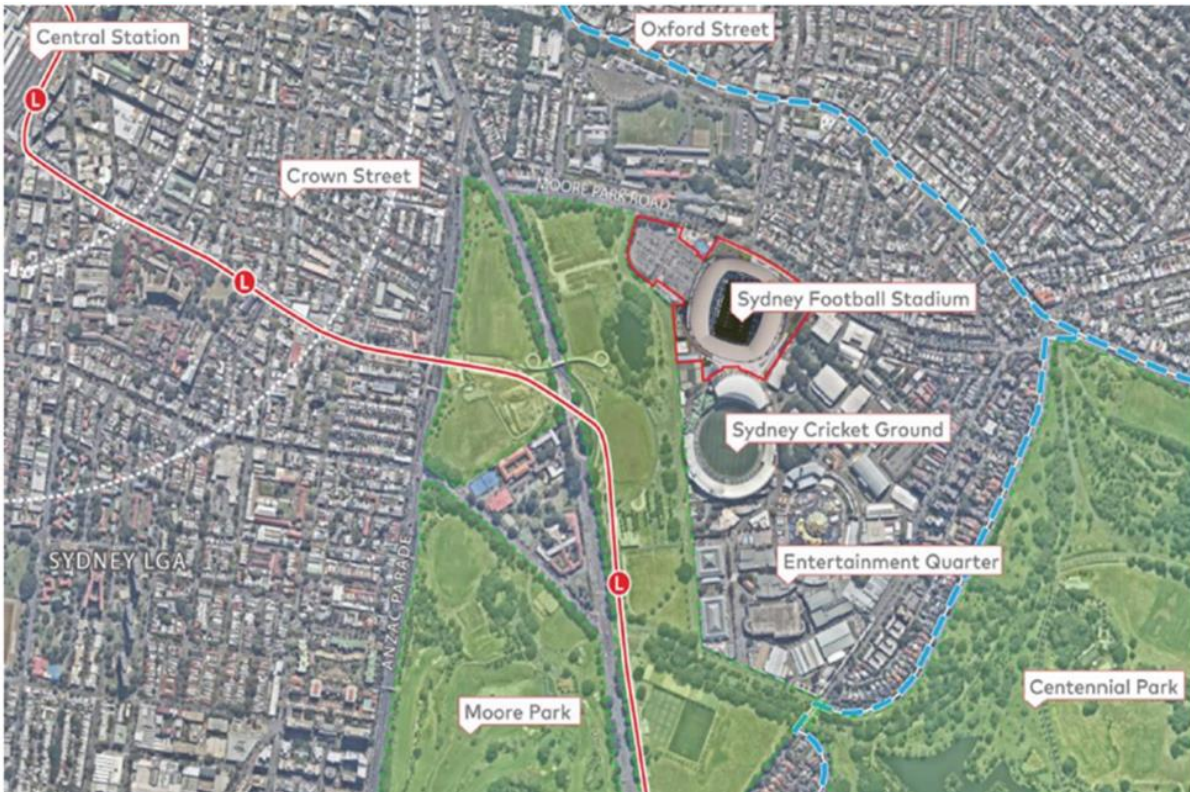 Central Station
Oxford Street
L
Crown Street
MOORE PARK ROAD
L
Sydney Football Stadium
Sydney Cricket Ground
SYDNEY LGA
ANZAC PARADE
Entertainment Quarter
L
Moore Park
Centennial Park